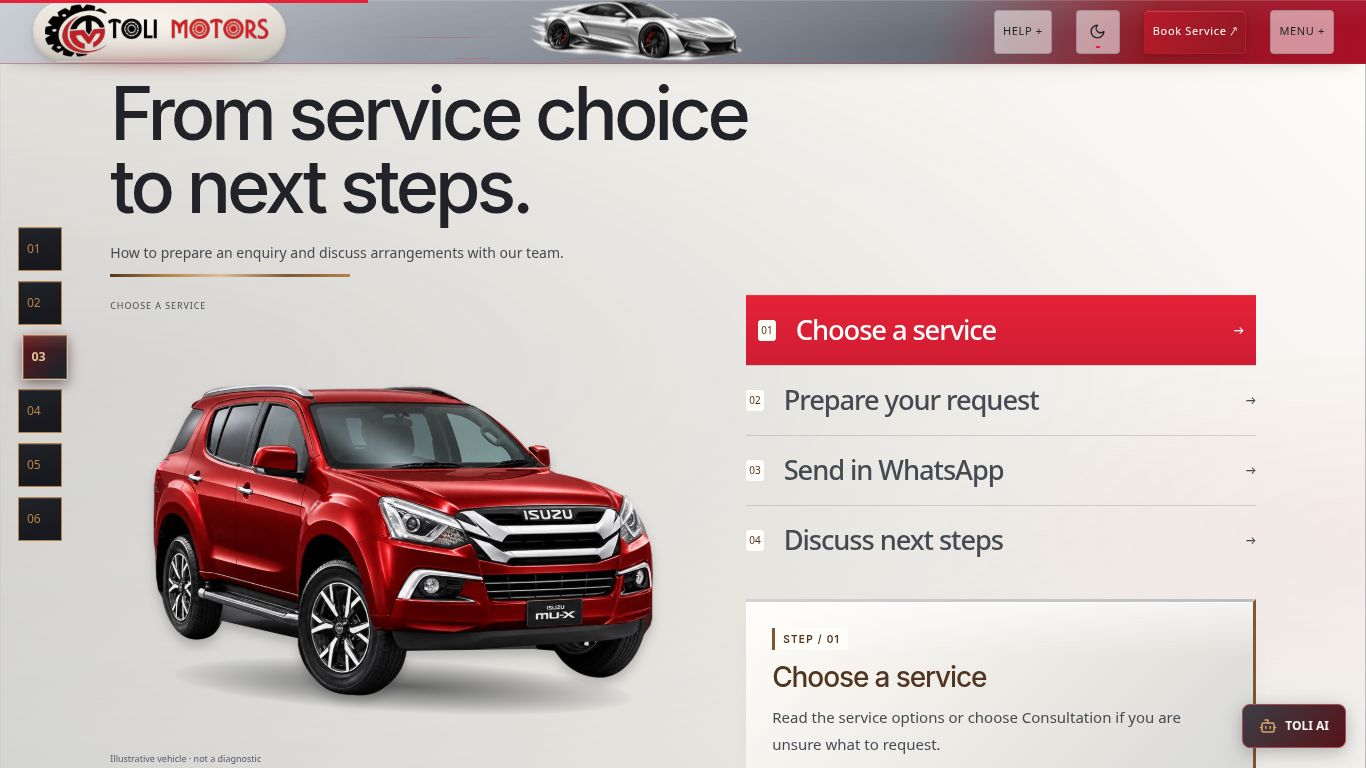 TOLI MOTORS
HELP +
Book Service ↗
MENU +
From service choice
to next steps.
How to prepare an enquiry and discuss arrangements with our team.
CHOOSE A SERVICE
01
02
03
04
05
06
ISUZU
ISUZU
mu-X
Illustrative vehicle · not a diagnostic
01 Choose a service →
02 Prepare your request →
03 Send in WhatsApp →
04 Discuss next steps →
STEP / 01
Choose a service
Read the service options or choose Consultation if you are
unsure what to request.
TOLI AI